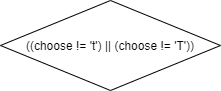 ((choose != 't') || (choose != 'T'))